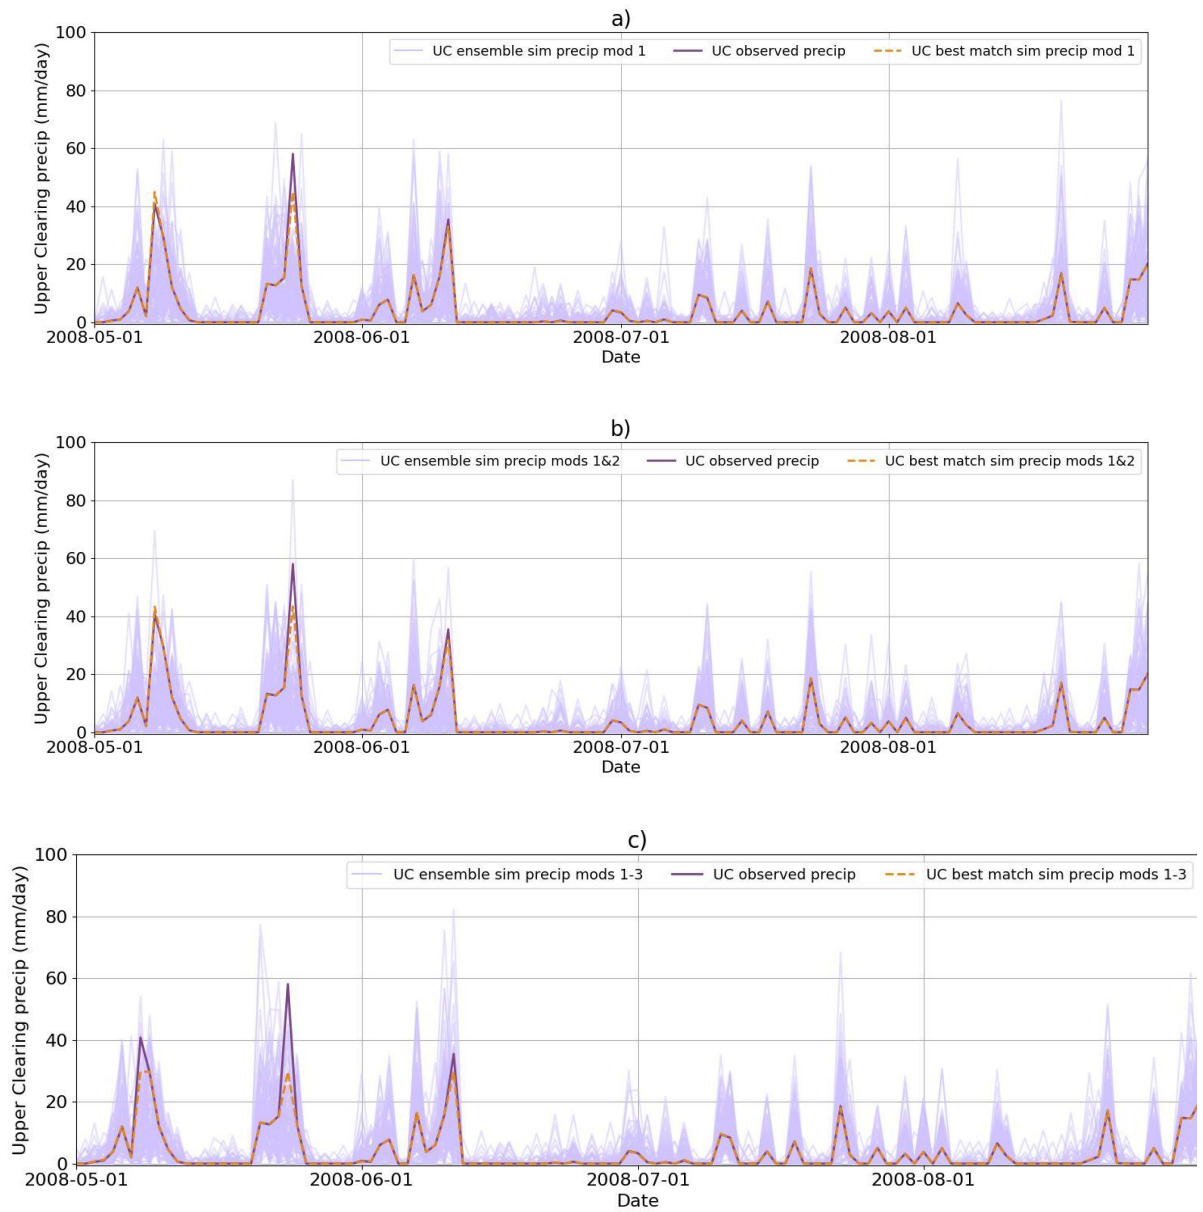 a)
100
80
60
40
20
0
Upper Clearing precip (mm/day)
UC ensemble sim precip mod 1 UC observed precip UC best match sim precip mod 1
2008-05-01 2008-06-01 2008-07-01 2008-08-01
Date
b)
100
80
60
40
20
0
Upper Clearing precip (mm/day)
UC ensemble sim precip mods 1&2 UC observed precip UC best match sim precip mods 1&2
2008-05-01 2008-06-01 2008-07-01 2008-08-01
Date
c)
100
80
60
40
20
0
Upper Clearing precip (mm/day)
UC ensemble sim precip mods 1-3 UC observed precip UC best match sim precip mods 1-3
2008-05-01 2008-06-01 2008-07-01 2008-08-01
Date